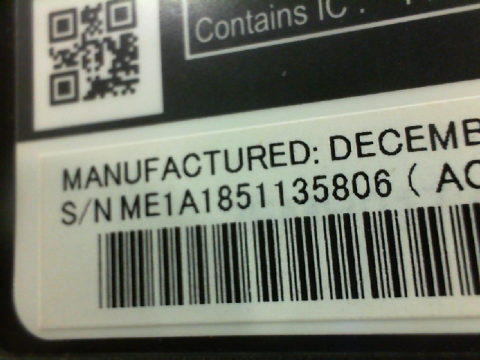 Contains IC :
MANUFACTURED: DECEMB
S/N ME1A1851135806 ( AC